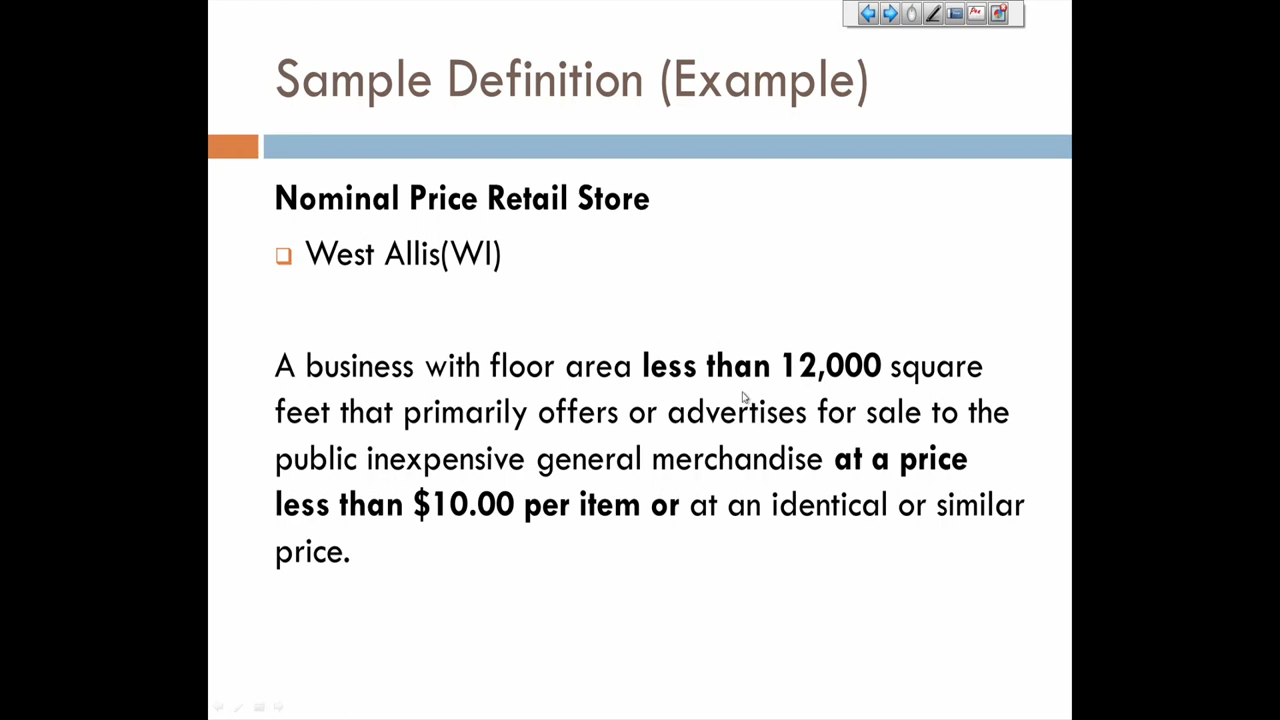 Sample Definition (Example)
Nominal Price Retail Store
West Allis(WI)
A business with floor area less than 12,000 square
feet that primarily offers or advertises for sale to the
public inexpensive general merchandise at a price
less than $10.00 per item or at an identical or similar
price.